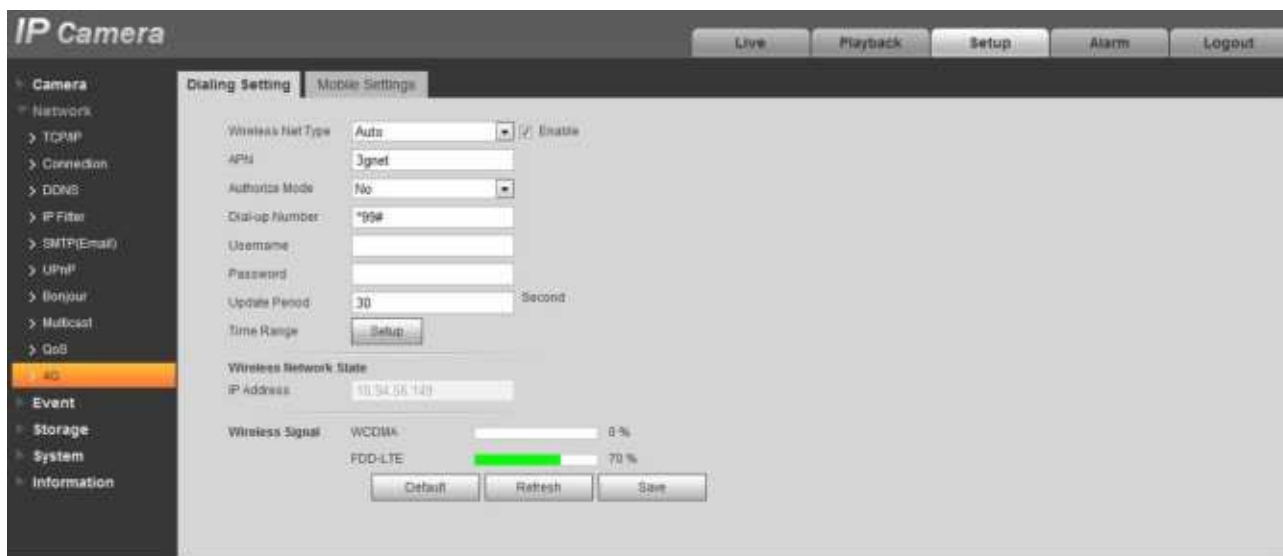 IP Camera
Live
Playback
Setup
Alarm
Logout
Camera
Network
TCP/IP
Connection
DDNS
IP Filter
SMTP(Email)
UPnP
Bonjour
Multicast
QoS
4G
Event
Storage
System
Information
Dialing Setting
Mobile Settings
Wireless Net Type
Auto
Enable
APN
3gnet
Authorize Mode
No
Dial-up Number
*99#
Username
Password
Update Period
30
Second
Time Range
Setup
Wireless Network State
IP Address
Wireless Signal
WCDMA
0 %
FDD-LTE
70 %
Default
Refresh
Save